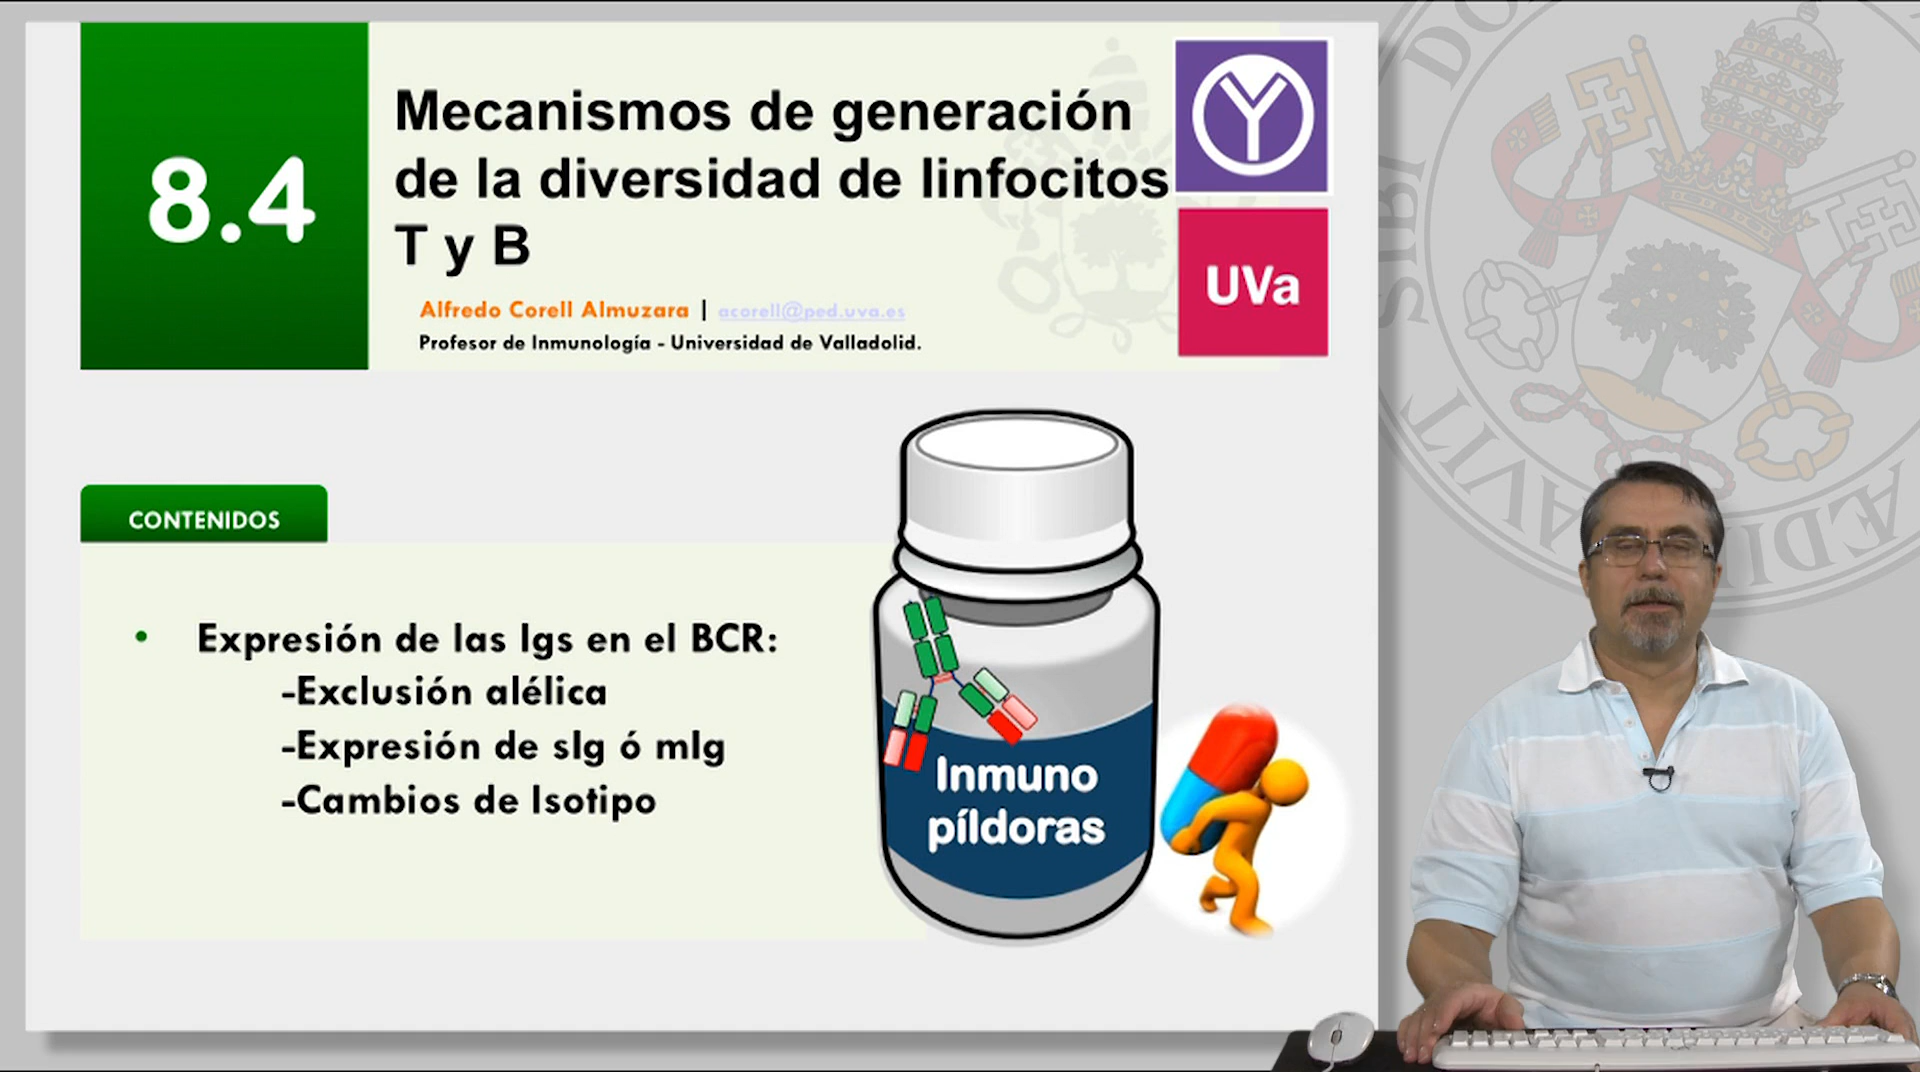 8.4
Mecanismos de generación
de la diversidad de linfocitos
T y B
Alfredo Corell Almuzara | acorell@ped.uva.es
Profesor de Inmunología - Universidad de Valladolid.
Y
UVa
CONTENIDOS
• Expresión de las Igs en el BCR:
-Exclusión alélica
-Expresión de sIg ó mIg
-Cambios de Isotipo
Inmuno
píldoras